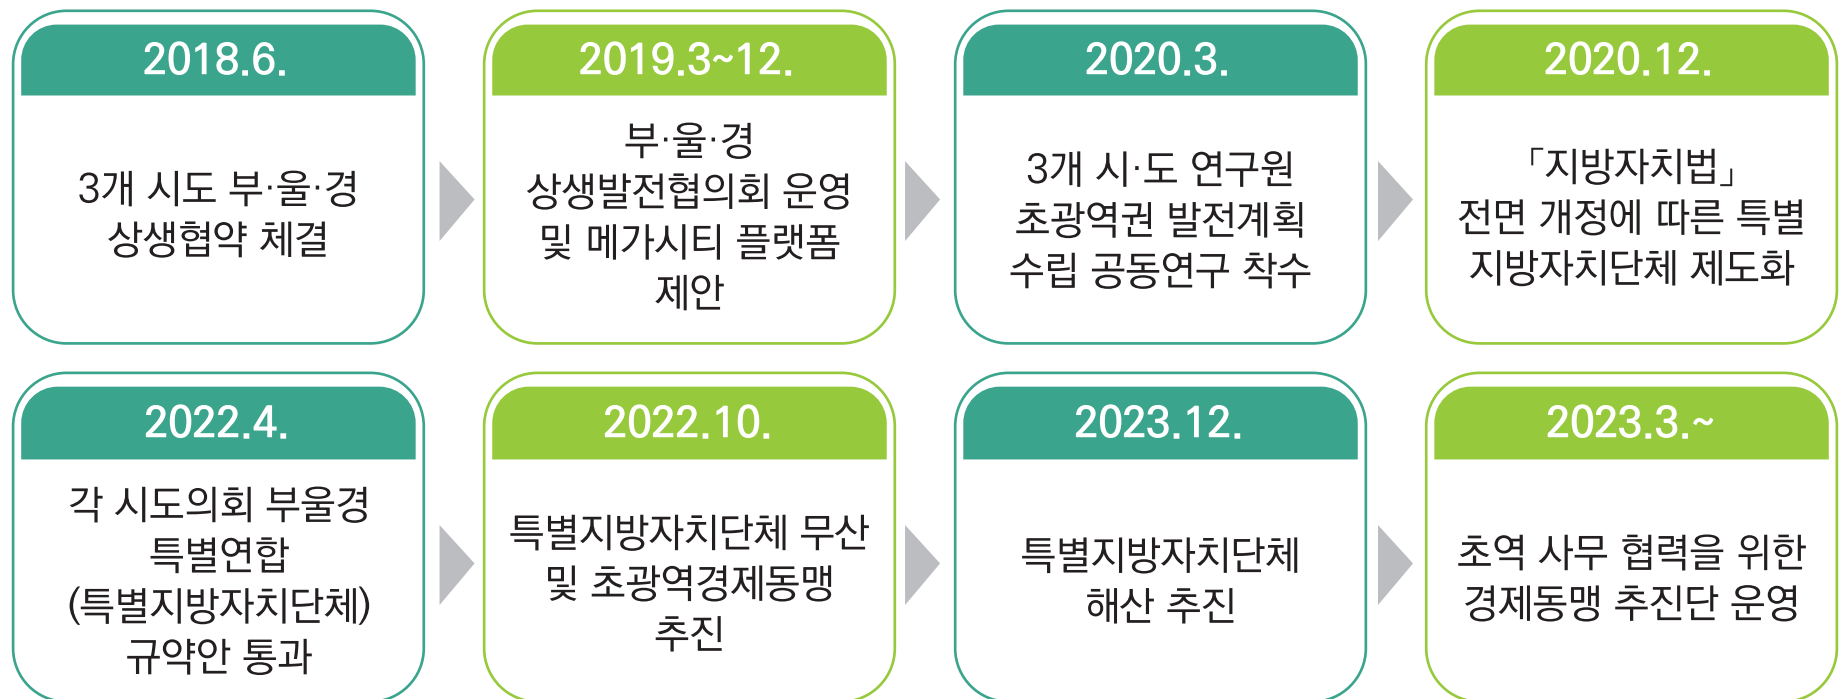 2018.6.
3개 시도 부·울·경
상생협약 체결
2019.3~12.
부·울·경
상생발전협의회 운영
및 메가시티 플랫폼
제안
2020.3.
3개 시·도 연구원
초광역권 발전계획
수립 공동연구 착수
2020.12.
「지방자치법」
전면 개정에 따른 특별
지방자치단체 제도화
2022.4.
각 시도의회 부울경
특별연합
(특별지방자치단체)
규약안 통과
2022.10.
특별지방자치단체 무산
및 초광역경제동맹
추진
2023.12.
특별지방자치단체
해산 추진
2023.3.~
초역 사무 협력을 위한
경제동맹 추진단 운영